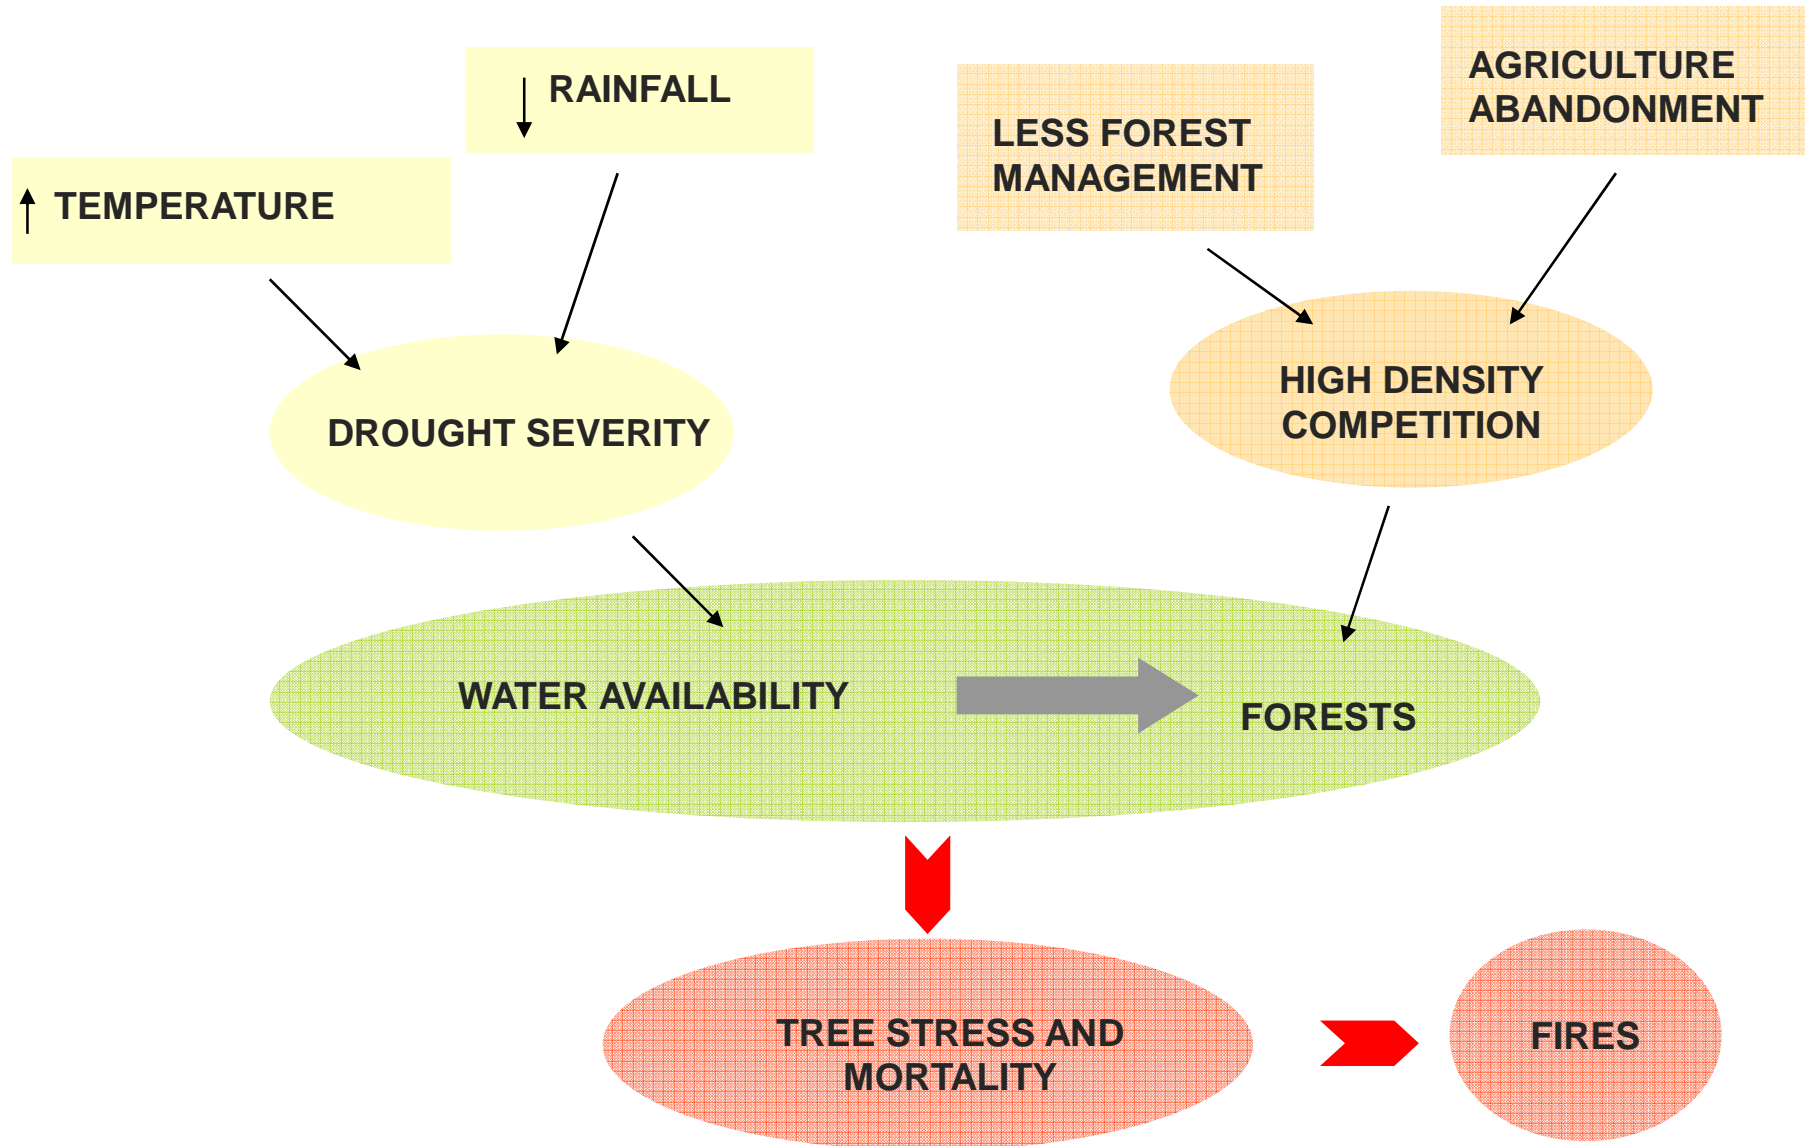 RAINFALL
TEMPERATURE
LESS FOREST
MANAGEMENT
AGRICULTURE
ABANDONMENT
DROUGHT SEVERITY
HIGH DENSITY
COMPETITION
WATER AVAILABILITY
FORESTS
TREE STRESS AND
MORTALITY
FIRES